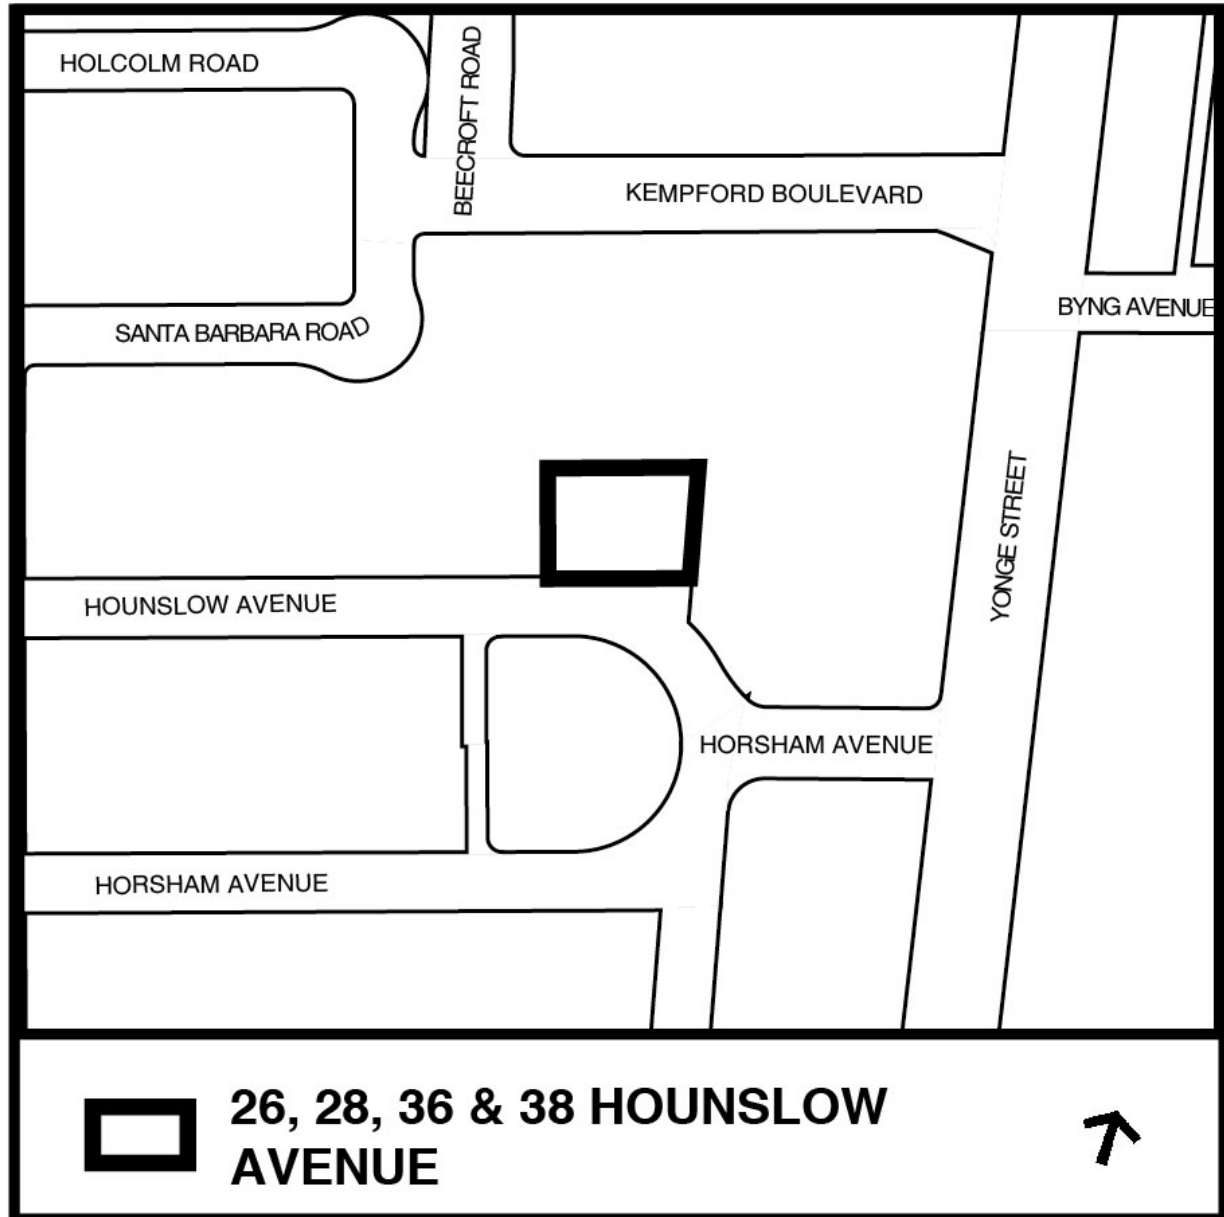 HOLCOLM ROAD
BEECROFT ROAD
KEMPFORD BOULEVARD
BYNG AVENUE
SANTA BARBARA ROAD
YONGE STREET
HOUNSLOW AVENUE
HORSHAM AVENUE
HORSHAM AVENUE
26, 28, 36 & 38 HOUNSLOW
AVENUE